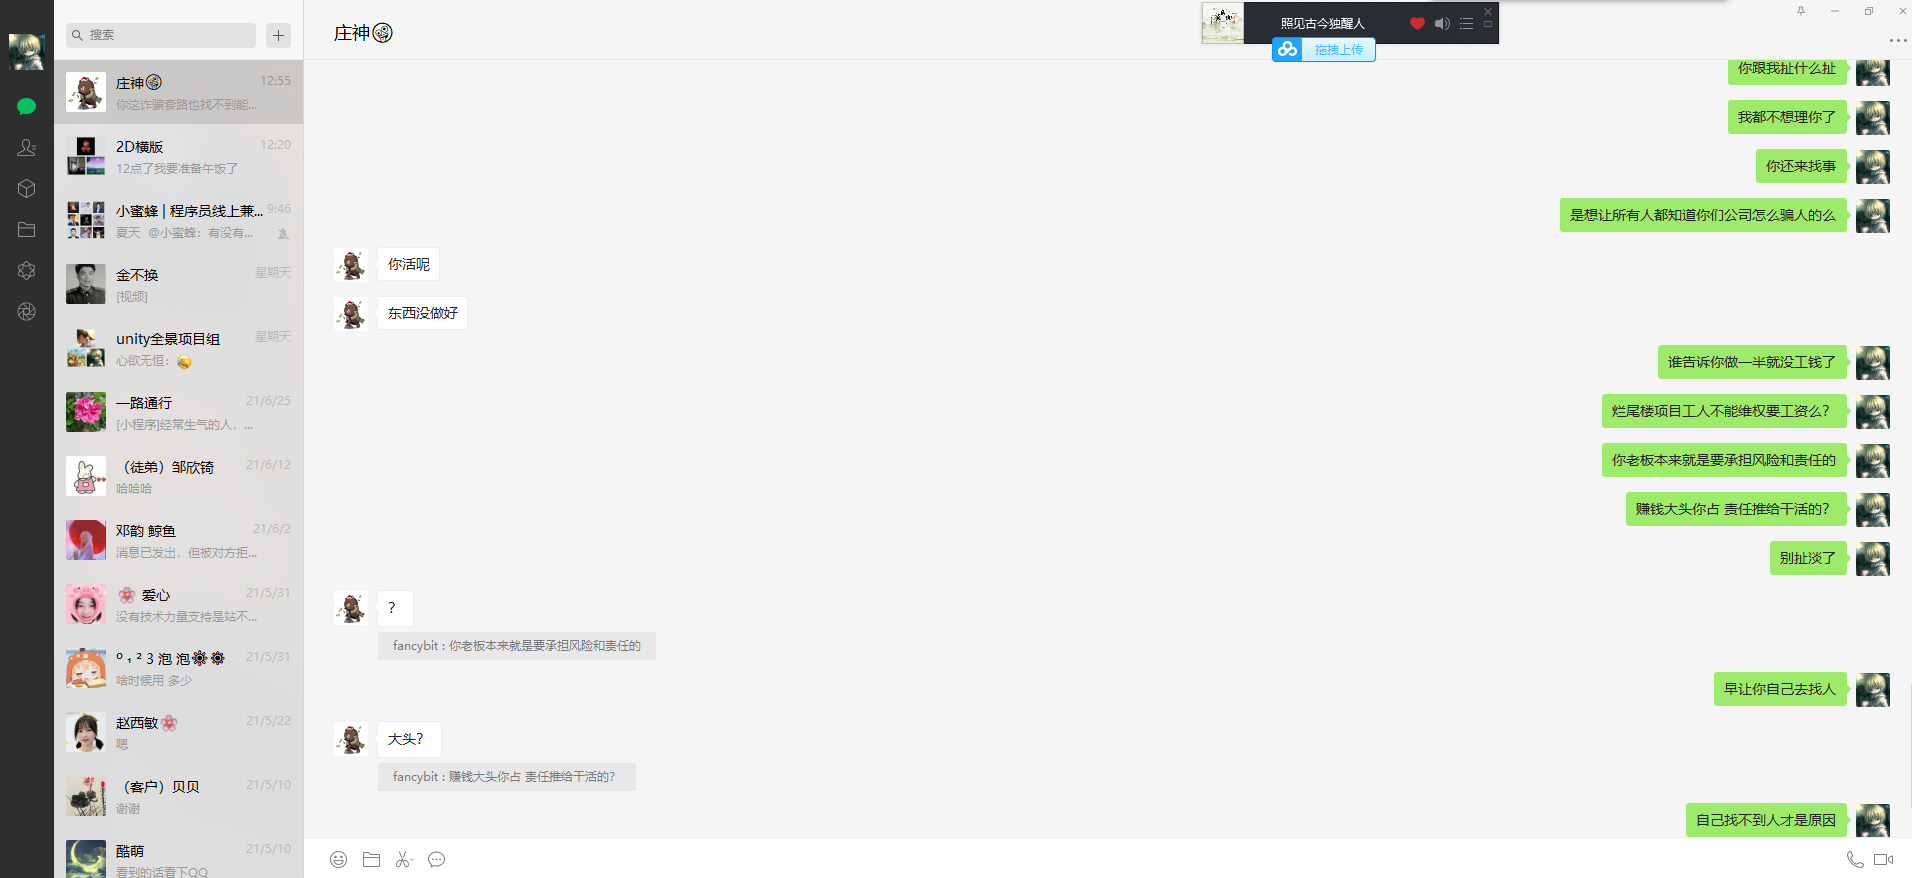 搜索
庄神
12:55
你这诈骗套路也找不到能...
2D横版
12:20
12点了我要准备午饭了
小蜜蜂 | 程序员线上兼...
9:46
夏天 @小蜜蜂：有没有...
金不换
星期天
[视频]
unity全景项目组
星期天
心欲无恒：
一路通行
21/6/25
[小程序]经常生气的人，...
（徒弟）邹欣锜
21/6/12
哈哈哈
邓韵 鲸鱼
21/6/2
消息已发出，但被对方拒...
爱心
21/5/31
没有技术力量支持是站不...
º ₁ ² 3 泡 泡
21/5/31
啥时候用 多少
赵西敏
21/5/22
嗯
（客户）贝贝
21/5/10
谢谢
酷萌
21/5/10
看到的话看下QQ
庄神
照见古今独醒人
拖拽上传
你跟我扯什么扯
我都不想理你了
你还来找事
是想让所有人都知道你们公司怎么骗人的么
你活呢
东西没做好
谁告诉你做一半就没工钱了
烂尾楼项目工人不能维权要工资么？
你老板本来就是要承担风险和责任的
赚钱大头你占 责任推给干活的？
别扯淡了
？
fancybit : 你老板本来就是要承担风险和责任的
早让你自己去找人
大头？
fancybit : 赚钱大头你占 责任推给干活的？
自己找不到人才是原因